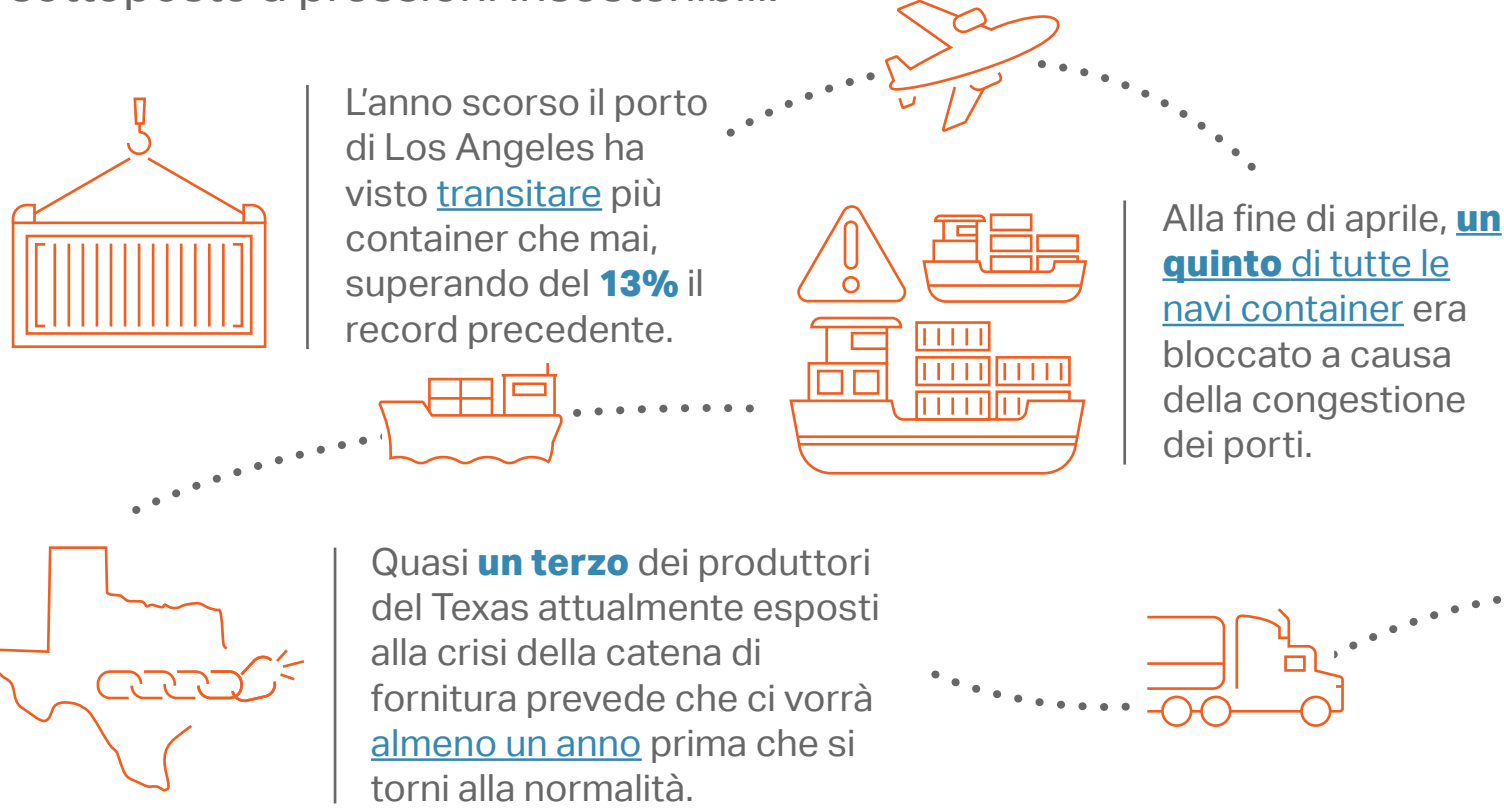 sottoposto a pressioni insostenibili.
L'anno scorso il porto
di Los Angeles ha
visto transitare più
container che mai,
superando del 13% il
record precedente.
Alla fine di aprile, un
quinto di tutte le
navi container era
bloccato a causa
della congestione
dei porti.
Quasi un terzo dei produttori
del Texas attualmente esposti
alla crisi della catena di
fornitura prevede che ci vorrà
almeno un anno prima che si
torni alla normalità.